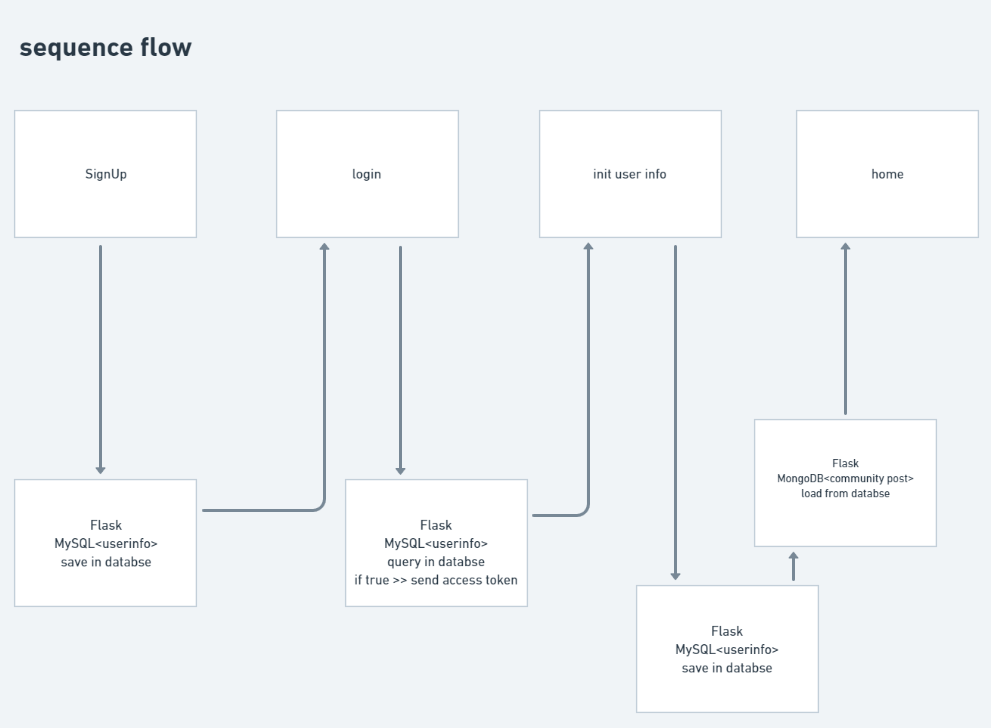 sequence flow
SignUp
login
init user info
home
Flask
MySQL<userinfo>
save in databse
Flask
MySQL<userinfo>
query in databse
if true >> send access token
Flask
MongoDB<community post>
load from databse
Flask
MySQL<userinfo>
save in databse